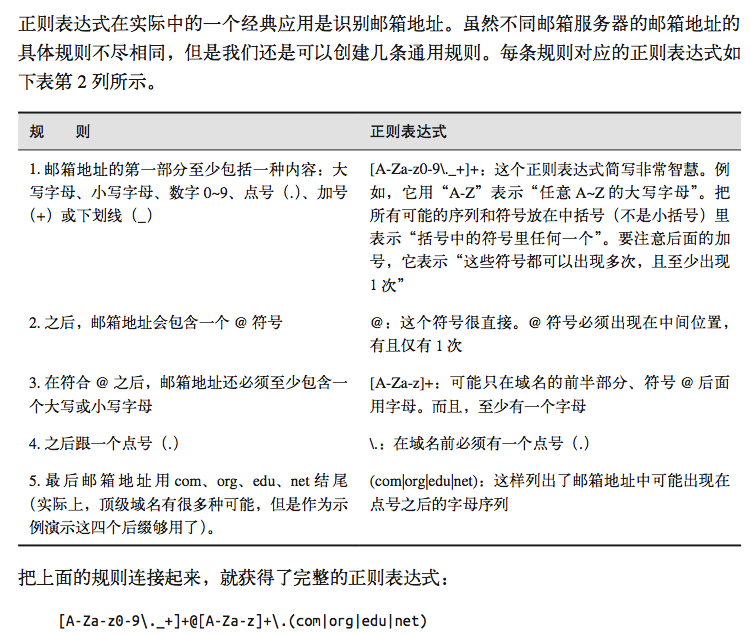 正则表达式在实际中的一个经典应用是识别邮箱地址。虽然不同邮箱服务器的邮箱地址的
具体规则不尽相同，但是我们还是可以创建几条通用规则。每条规则对应的正则表达式如
下表第 2 列所示。
规　　则
正则表达式
1. 邮箱地址的第一部分至少包括一种内容：大
写字母、小写字母、数字 0~9、点号（.）、加号
（+）或下划线（_）
[A-Za-z0-9\._+]+：这个正则表达式简写非常智慧。例
如，它用“A-Z”表示“任意 A~Z 的大写字母”。把
所有可能的序列和符号放在中括号（不是小括号）里
表示“括号中的符号里任何一个”。要注意后面的加
号，它表示“这些符号都可以出现多次，且至少出现
1 次”
2. 之后，邮箱地址会包含一个 @ 符号
@：这个符号很直接。@ 符号必须出现在中间位置，
有且仅有 1 次
3. 在符合 @ 之后，邮箱地址还必须至少包含一
个大写或小写字母
[A-Za-z]+：可能只在域名的前半部分、符号 @ 后面
用字母。而且，至少有一个字母
4. 之后跟一个点号（.）
\.：在域名前必须有一个点号（.）
5. 最后邮箱地址用 com、org、edu、net 结尾
（实际上，顶级域名有很多种可能，但是作为示
例演示这四个后缀够用了）。
(com|org|edu|net)：这样列出了邮箱地址中可能出现在
点号之后的字母序列
把上面的规则连接起来，就获得了完整的正则表达式：
[A-Za-z0-9\._+]+@[A-Za-z]+\.(com|org|edu|net)